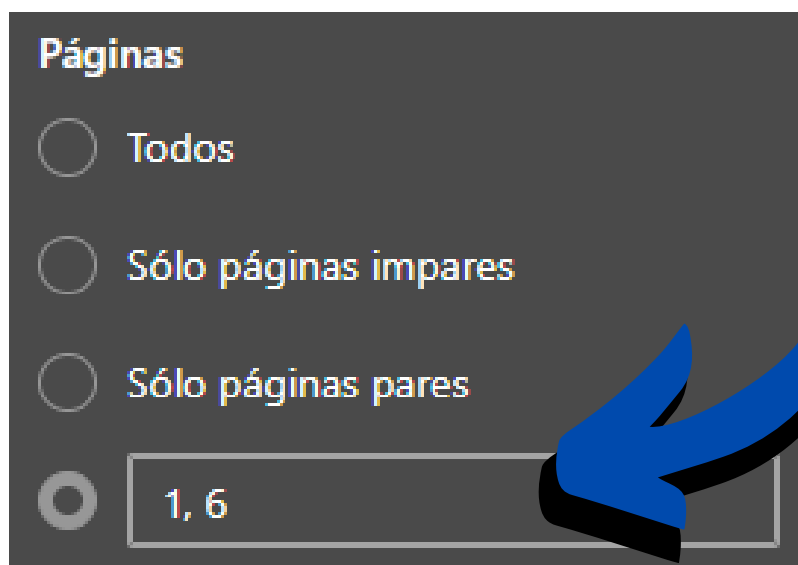 Páginas
Todos
Sólo páginas impares
Sólo páginas pares
1, 6